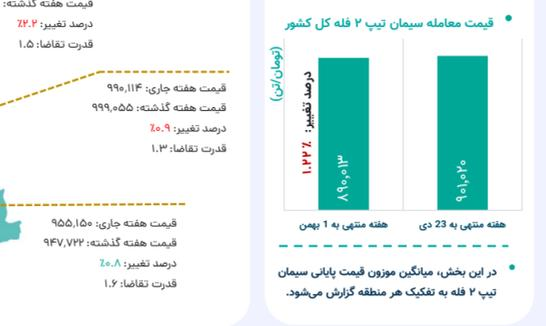 قیمت معامله سیمان تیپ ۲ فله کل کشور
(تومان/تن)
درصد تغییر: ۱.۲۲ ٪
۸۹۰,۰۱۳
۹۰۱,۰۲۰
هفته منتهی به 23 دی
هفته منتهی به 1 بهمن
در این بخش، میانگین موزون قیمت پایانی سیمان
تیپ ۲ فله به تفکیک هر منطقه گزارش می‌شود.
قیمت هفته گذشته:
درصد تغییر: ٪۲.۲
قدرت تقاضا: ۱.۵
قیمت هفته جاری: ۹۹۰,۱۱۴
قیمت هفته گذشته: ۹۹۹,۰۵۵
درصد تغییر: ٪۰.۹
قدرت تقاضا: ۱.۳
قیمت هفته جاری: ۹۵۵,۱۵۰
قیمت هفته گذشته: ۹۴۷,۷۲۲
درصد تغییر: ٪۰.۸
قدرت تقاضا: ۱.۶